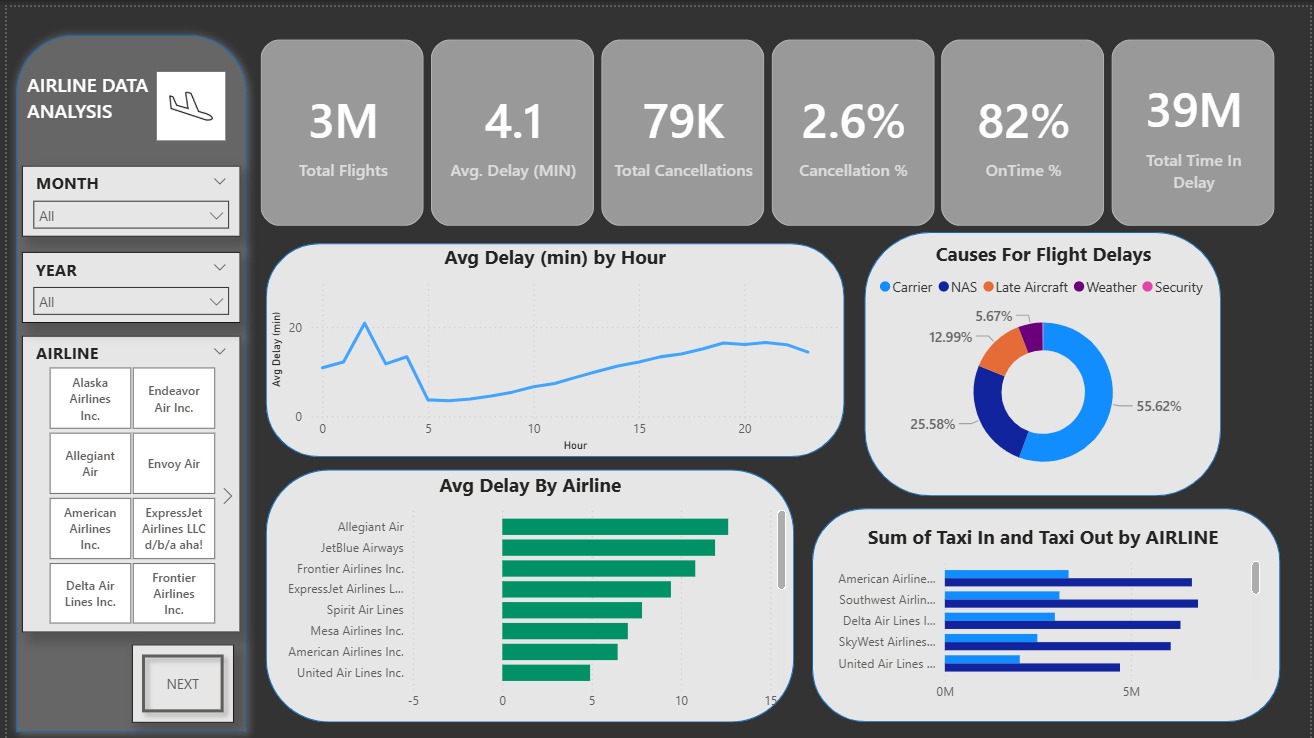 AIRLINE DATA
ANALYSIS
MONTH
All
YEAR
All
AIRLINE
Alaska
Airlines
Inc.
Endeavor
Air Inc.
Allegiant
Air
Envoy Air
American
Airlines
Inc.
ExpressJet
Airlines LLC
d/b/a aha!
Delta Air
Lines Inc.
Frontier
Airlines
Inc.
NEXT
3M
Total Flights
4.1
Avg. Delay (MIN)
79K
Total Cancellations
2.6%
Cancellation %
82%
OnTime %
39M
Total Time In
Delay
Avg Delay (min) by Hour
Avg Delay (min)
20
0
0 5 10 15 20
Hour
Causes For Flight Delays
Carrier NAS Late Aircraft Weather Security
5.67%
12.99%
55.62%
25.58%
Avg Delay By Airline
Allegiant Air
JetBlue Airways
Frontier Airlines Inc.
ExpressJet Airlines L...
Spirit Air Lines
Mesa Airlines Inc.
American Airlines Inc.
United Air Lines Inc.
-5 0 5 10 15
Sum of Taxi In and Taxi Out by AIRLINE
American Airline...
Southwest Airlin...
Delta Air Lines I...
SkyWest Airlines...
United Air Lines ...
0M 5M